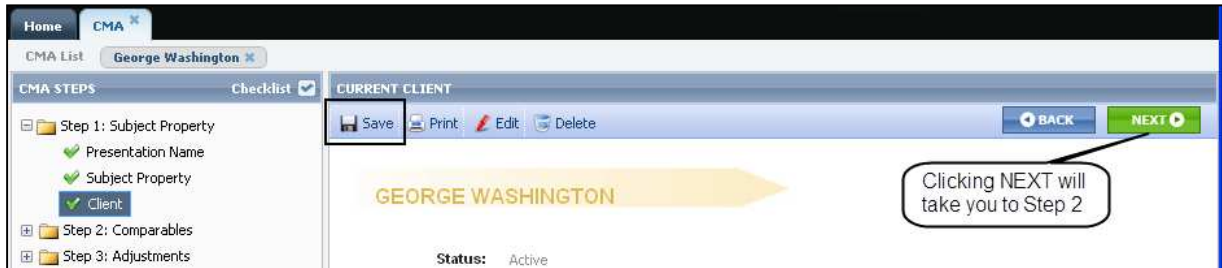 Home CMA
CMA List George Washington
CMA STEPS Checklist
CURRENT CLIENT
Step 1: Subject Property
Presentation Name
Subject Property
Client
Step 2: Comparables
Step 3: Adjustments
Save Print Edit Delete
BACK NEXT
GEORGE WASHINGTON
Clicking NEXT will
take you to Step 2
Status: Active